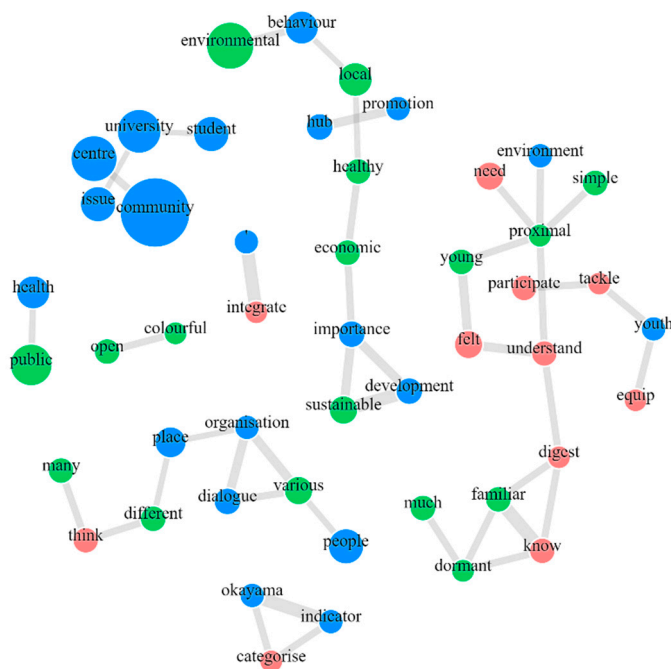 behaviour
environmental
local
promotion
hub
university
student
centre
environment
need
healthy
simple
issue
community
proximal
young
economic
'
participate
tackle
health
integrate
colourful
importance
youth
open
felt
understand
public
development
equip
sustainable
organisation
place
digest
many
various
familiar
dialogue
much
different
think
people
know
dormant
okayama
indicator
categorise